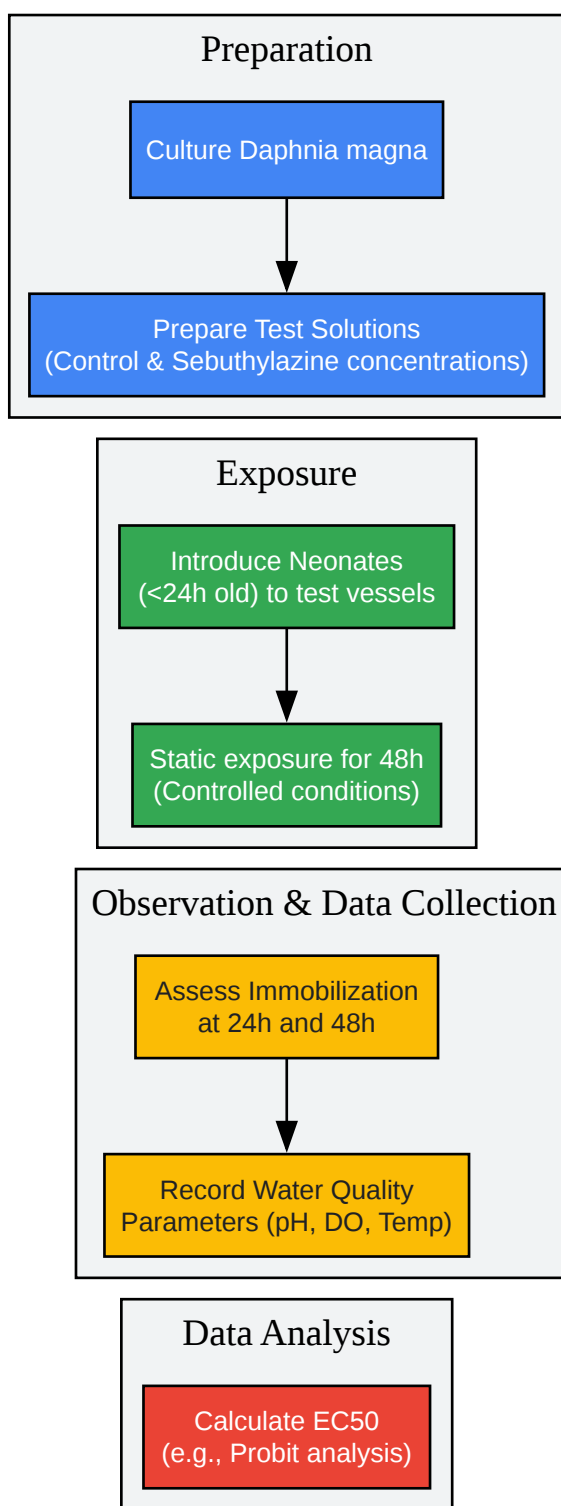 Preparation
Culture Daphnia magna
Prepare Test Solutions
(Control & Sebuthylazine concentrations)
Exposure
Introduce Neonates
(<24h old) to test vessels
Static exposure for 48h
(Controlled conditions)
Observation & Data Collection
Assess Immobilization
at 24h and 48h
Record Water Quality
Parameters (pH, DO, Temp)
Data Analysis
Calculate EC50
(e.g., Probit analysis)